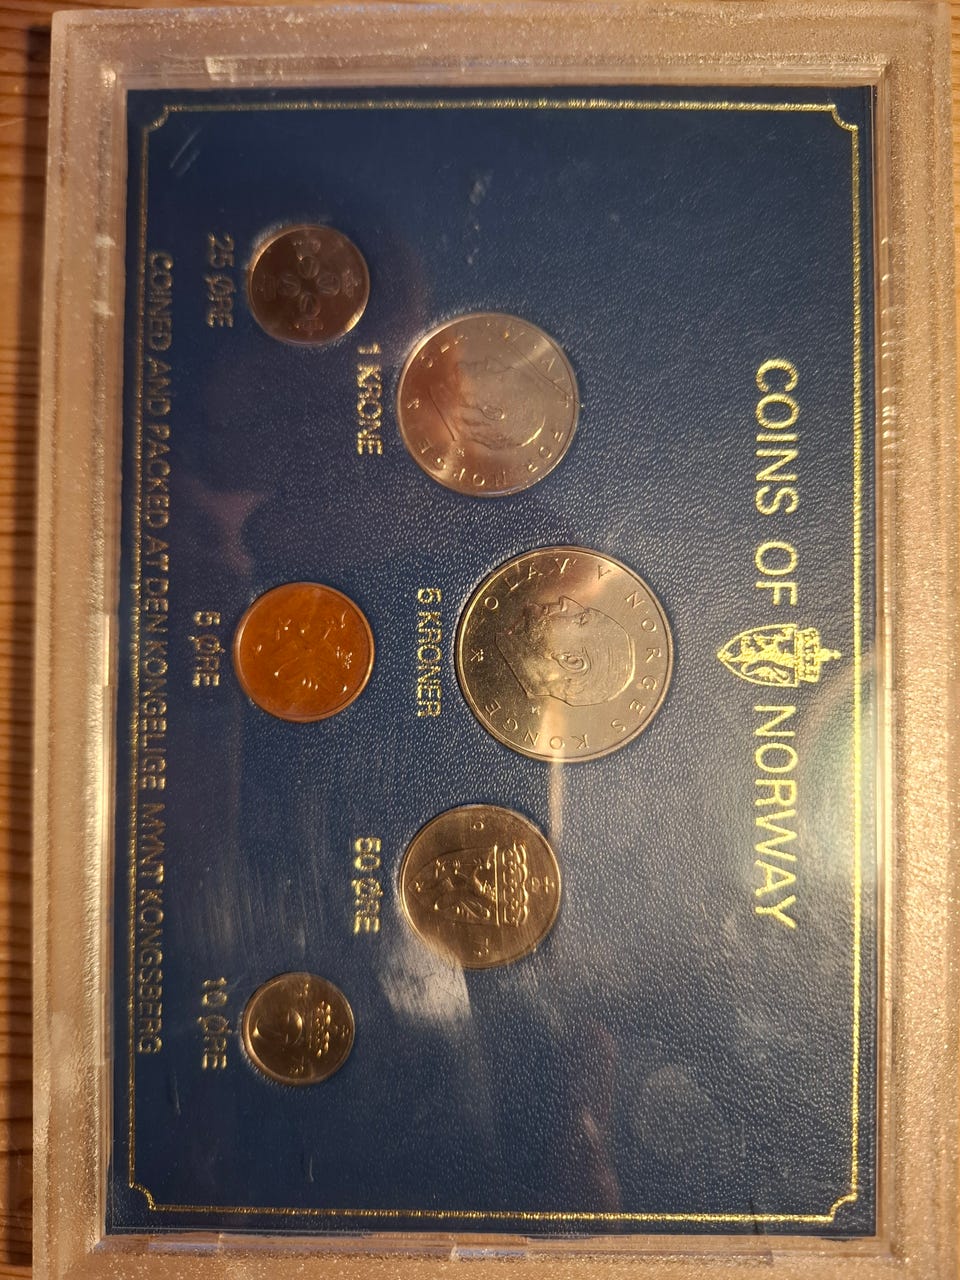 COINS OF NORWAY
OLAV V NORGES KONGE
5 KRONER
1 KRONE
50 ØRE
25 ØRE
5 ØRE
10 ØRE
COINED AND PACKED AT DEN KONGELIGE MYNT KONGSBERG